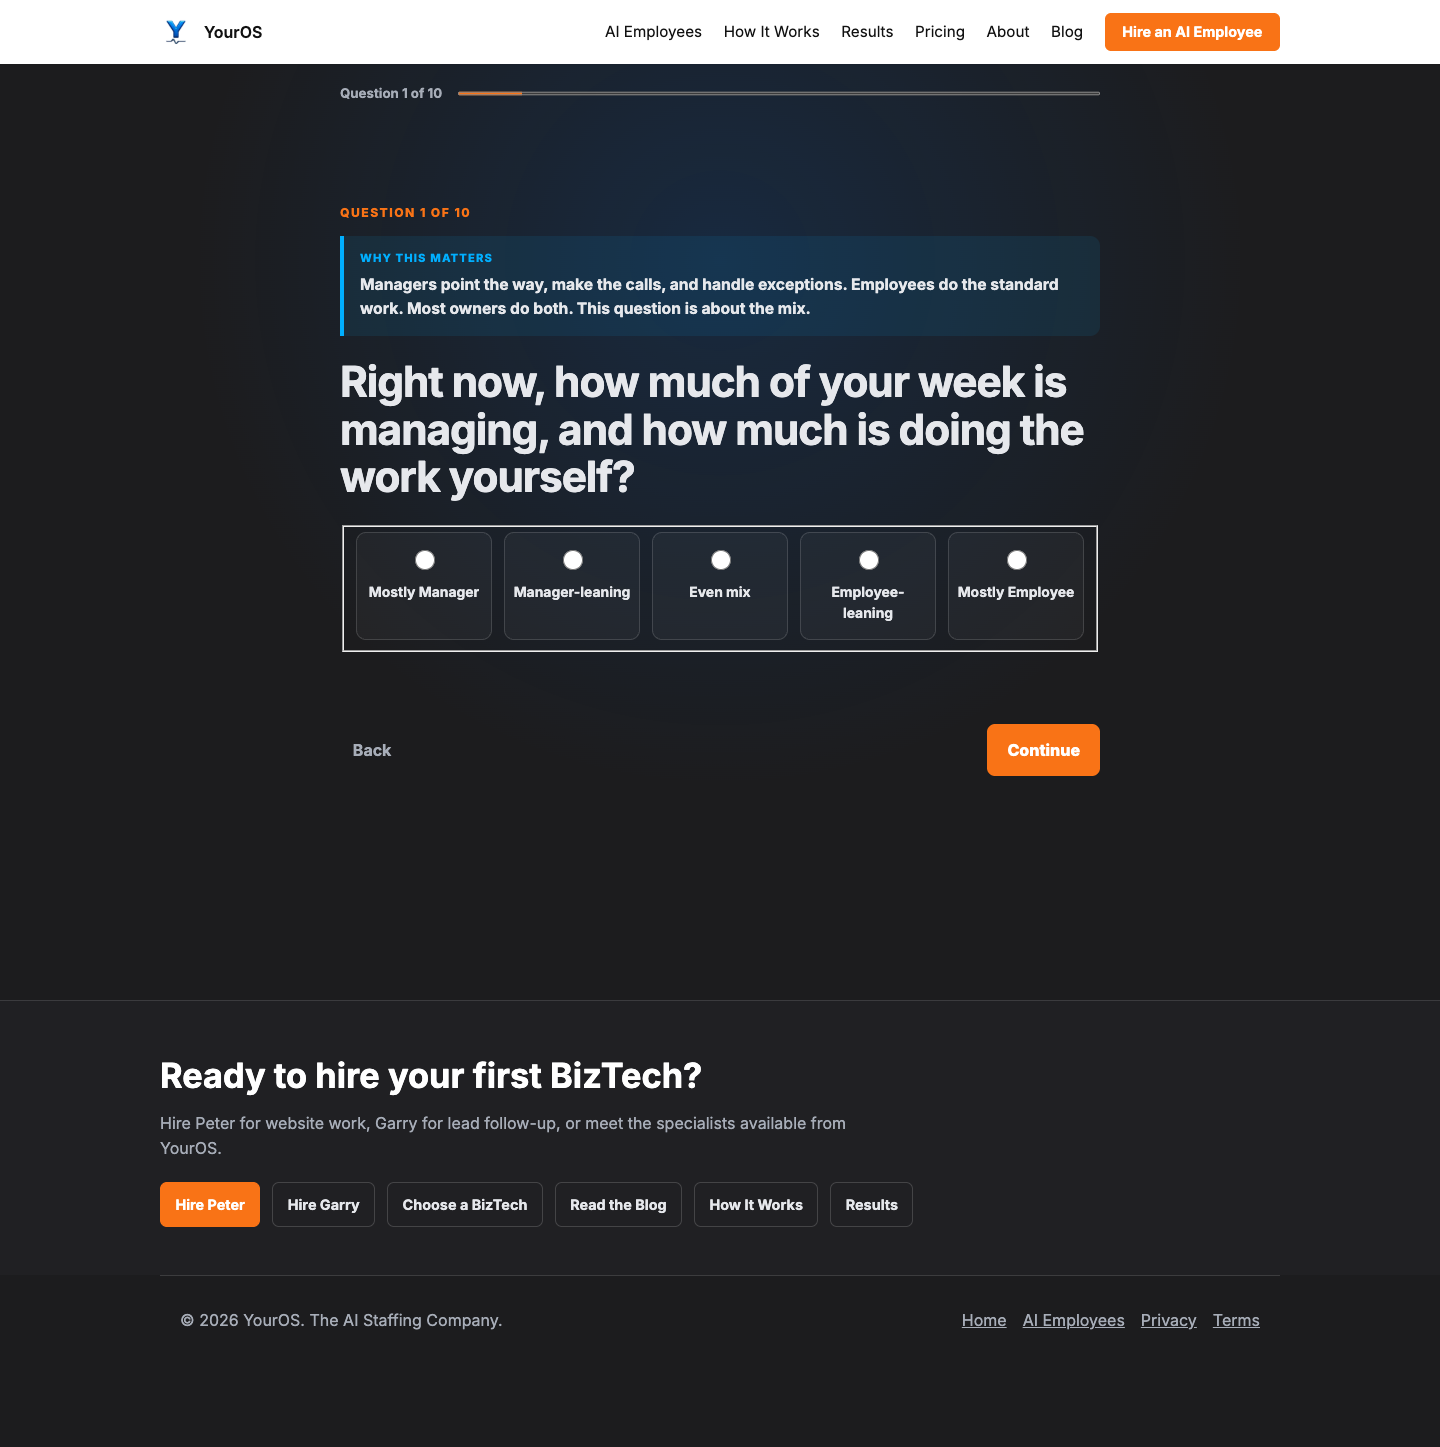 YourOS
AI Employees
How It Works
Results
Pricing
About
Blog
Hire an AI Employee
Question 1 of 10
QUESTION 1 OF 10
WHY THIS MATTERS
Managers point the way, make the calls, and handle exceptions. Employees do the standard
work. Most owners do both. This question is about the mix.
Right now, how much of your week is
managing, and how much is doing the
work yourself?
Mostly Manager
Manager-leaning
Even mix
Employee-
leaning
Mostly Employee
Back
Continue
Ready to hire your first BizTech?
Hire Peter for website work, Garry for lead follow-up, or meet the specialists available from
YourOS.
Hire Peter
Hire Garry
Choose a BizTech
Read the Blog
How It Works
Results
© 2026 YourOS. The AI Staffing Company.
Home
AI Employees
Privacy
Terms